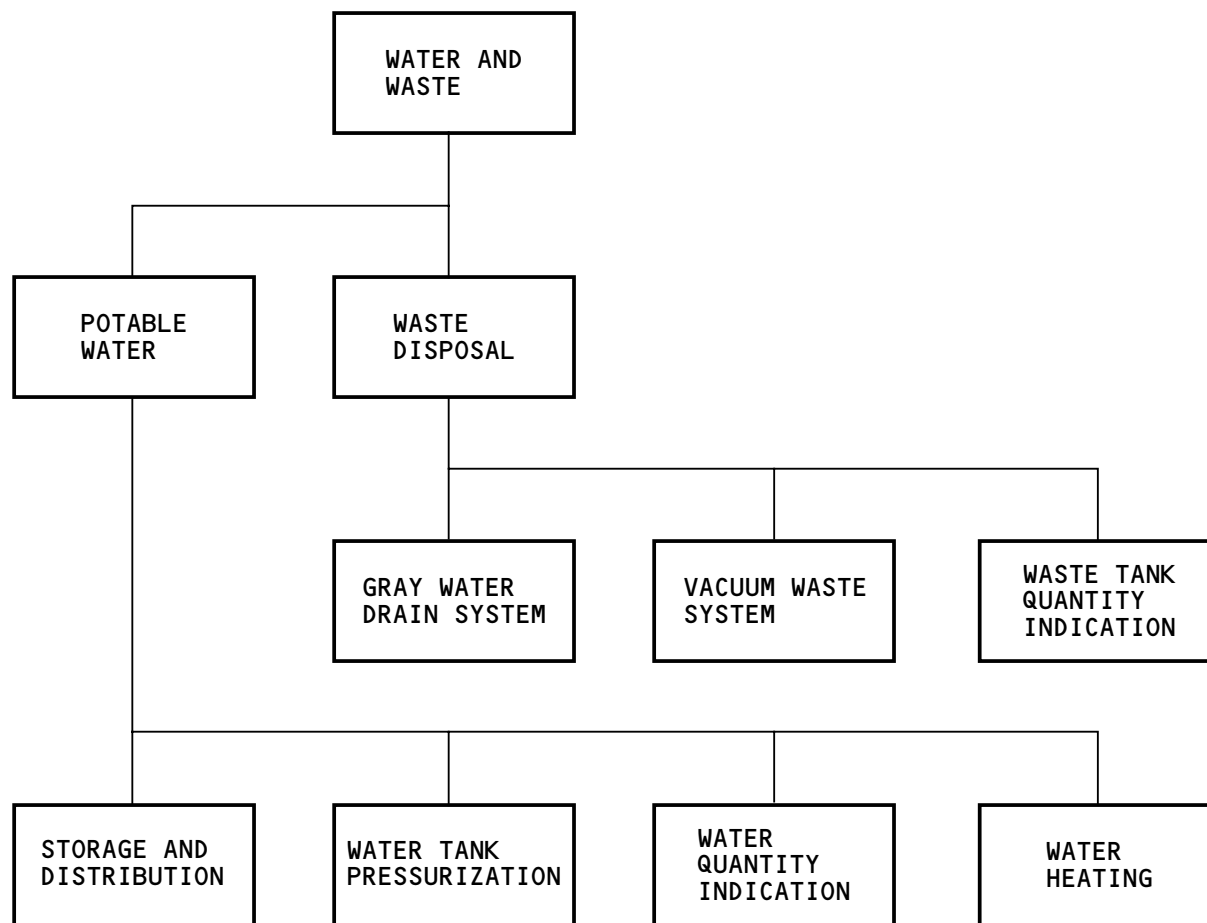 WATER AND
WASTE
POTABLE
WATER
WASTE
DISPOSAL
GRAY WATER
DRAIN SYSTEM
VACUUM WASTE
SYSTEM
WASTE TANK
QUANTITY
INDICATION
STORAGE AND
DISTRIBUTION
WATER TANK
PRESSURIZATION
WATER
QUANTITY
INDICATION
WATER
HEATING